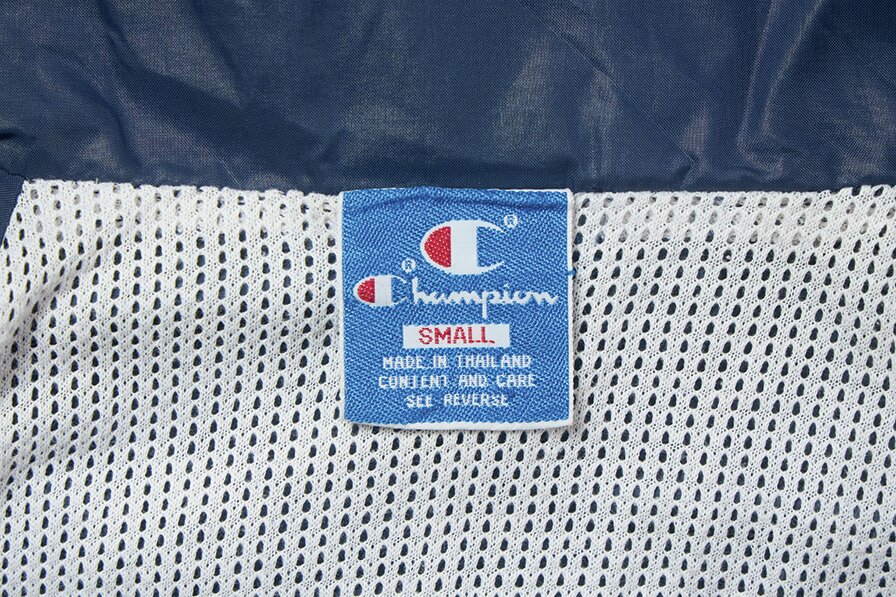 C®
®
Champion
SMALL
MADE IN THAILAND
CONTENT AND CARE
SEE REVERSE